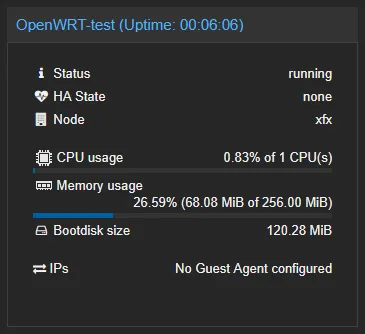 OpenWRT-test (Uptime: 00:06:06)
Status running
HA State none
Node xfx
CPU usage 0.83% of 1 CPU(s)
Memory usage
26.59% (68.08 MiB of 256.00 MiB)
Bootdisk size 120.28 MiB
IPs No Guest Agent configured